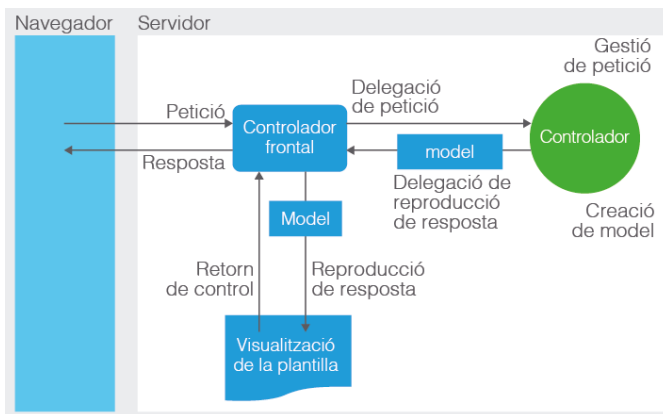 Navegador
Servidor
Gestió
de petició
Delegació
de petició
Petició
Controlador
frontal
Controlador
model
Resposta
Delegació de
reproducció
de resposta
Creació
de model
Model
Retorn
de control
Reproducció
de resposta
Visualització
de la plantilla